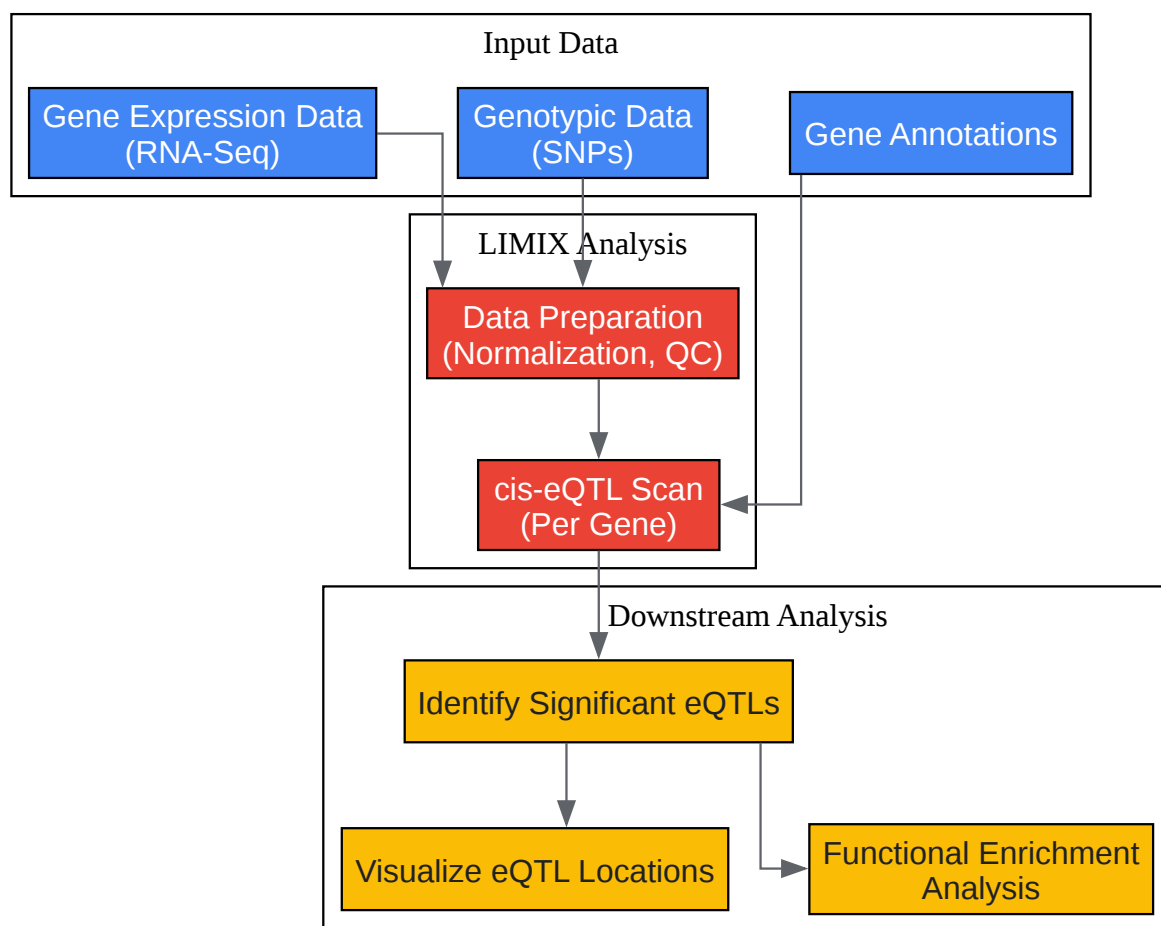 Input Data
Gene Expression Data
(RNA-Seq)
Genotypic Data
(SNPs)
Gene Annotations
LIMIX Analysis
Data Preparation
(Normalization, QC)
cis-eQTL Scan
(Per Gene)
Downstream Analysis
Identify Significant eQTLs
Visualize eQTL Locations
Functional Enrichment
Analysis